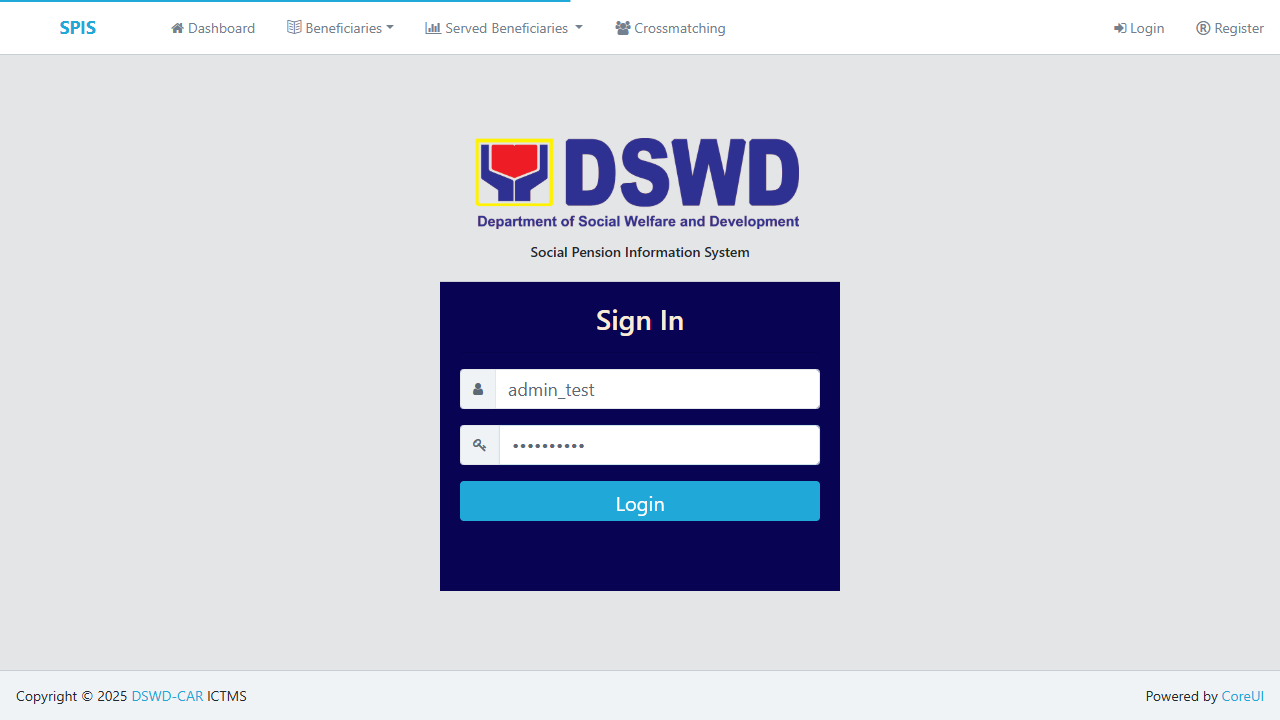 SPIS Dashboard Beneficiaries Served Beneficiaries Crossmatching Login Register
DSWD
Department of Social Welfare and Development
Social Pension Information System
Sign In
admin_test
••••••••••
Login
Copyright © 2025 DSWD-CAR ICTMS Powered by CoreUI